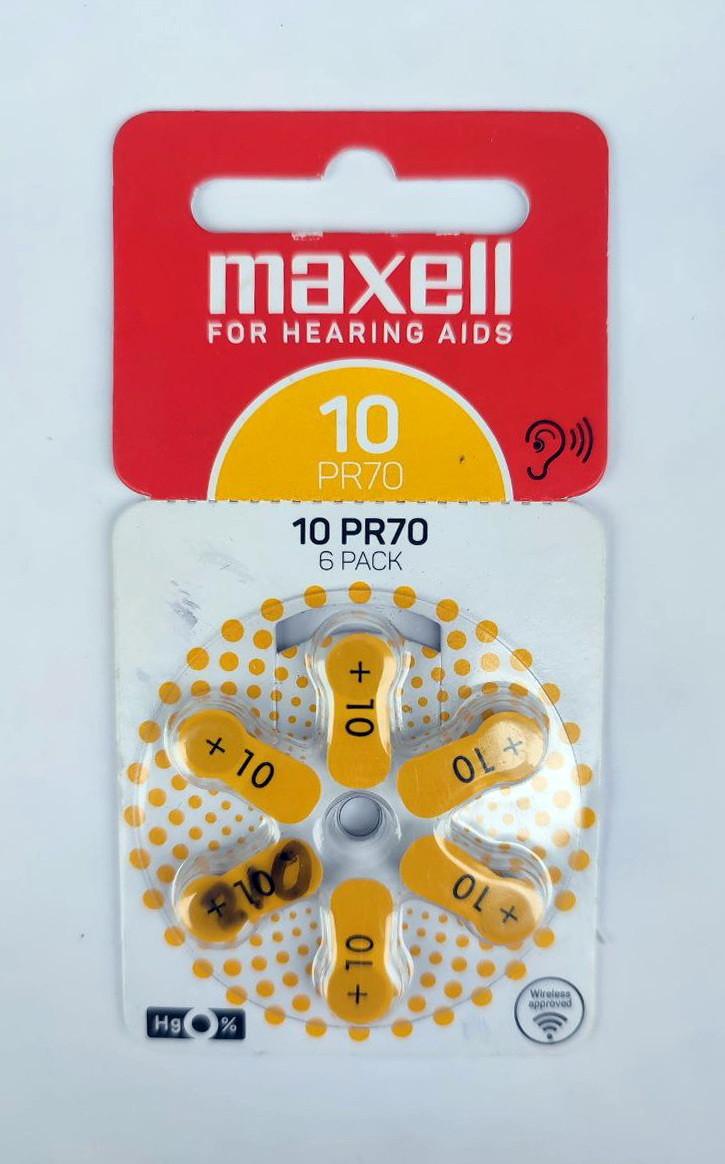 maxell
FOR HEARING AIDS
10
PR70
10 PR70
6 PACK
+ 10
+ 10
+ 10
+ 10
+ 10
+ 10
Hg 0 %
Wireless
approved